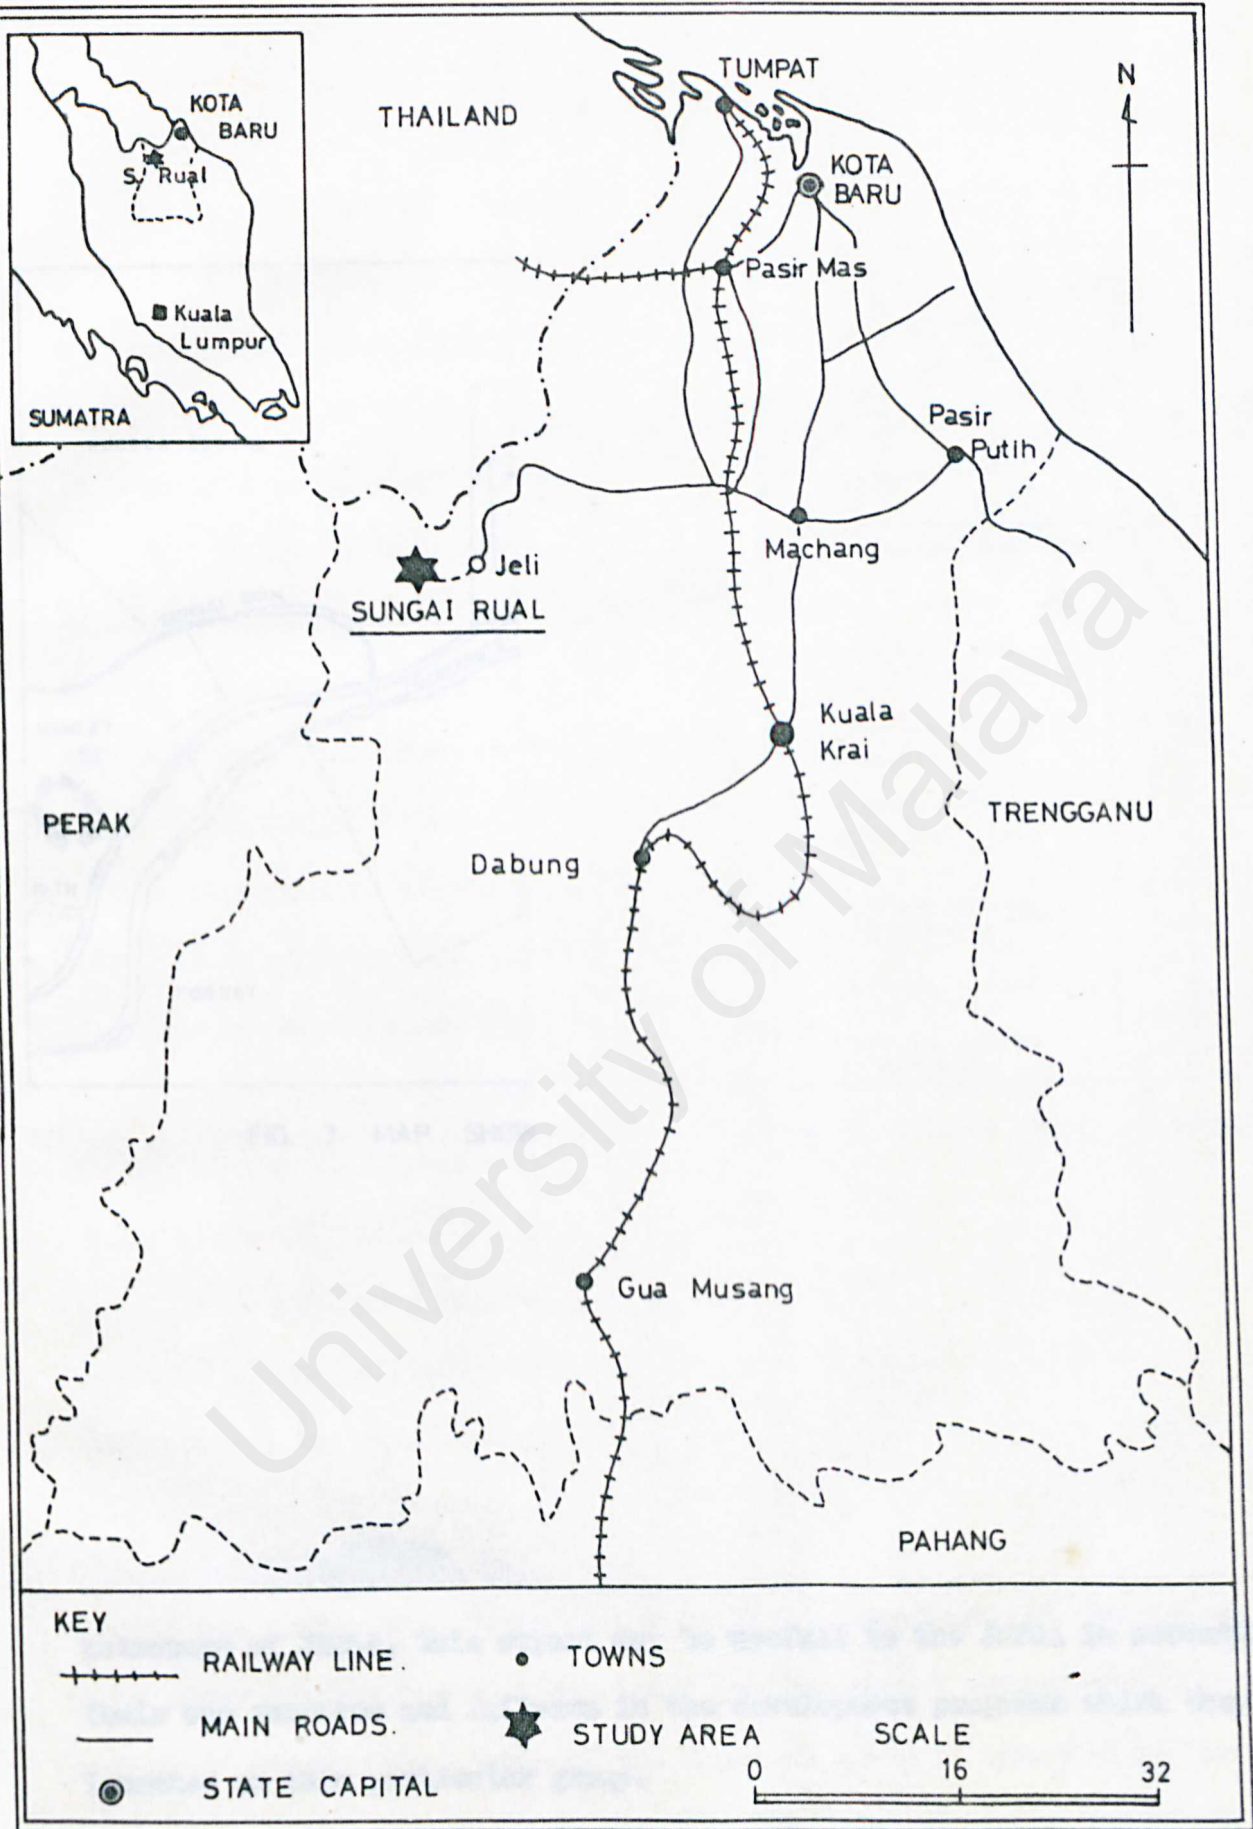 KOTA
BARU
S. Rual
Kuala
Lumpur
SUMATRA
THAILAND
TUMPAT
N
KOTA
BARU
Pasir Mas
Pasir
Putih
Machang
Jeli
SUNGAI RUAL
Kuala
Krai
PERAK
TRENGGANU
Dabung
Gua Musang
PAHANG
University of Malaya
KEY
RAILWAY LINE.
TOWNS
MAIN ROADS.
STUDY AREA
SCALE
STATE CAPITAL
0 16 32